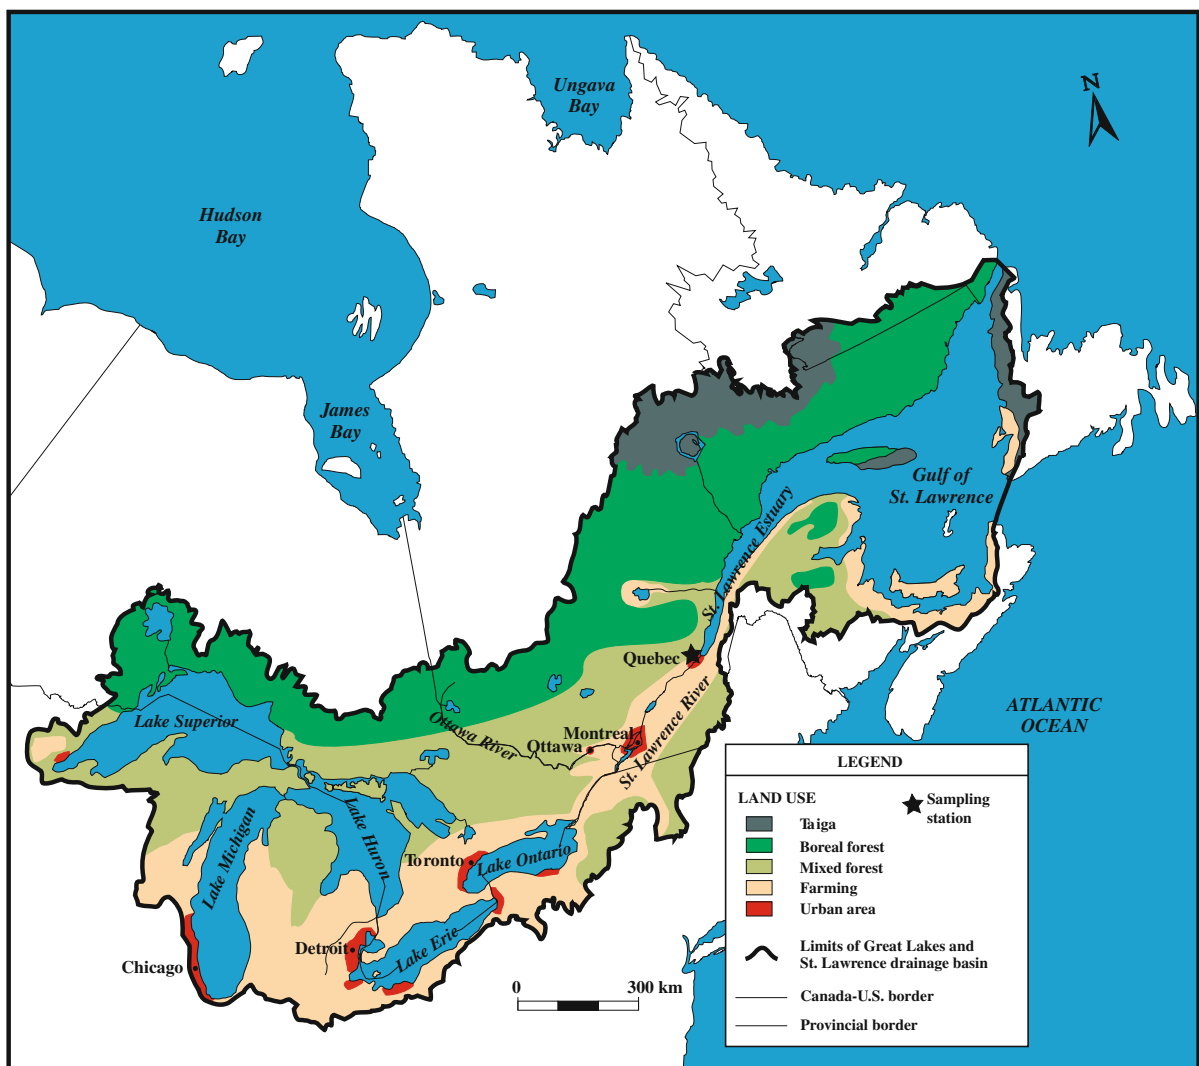 Ungava
Bay
N
Hudson
Bay
James
Bay
Gulf of
St. Lawrence
St. Lawrence Estuary
Quebec
Lake Superior
Ottawa River
Montreal
Ottawa
St. Lawrence River
ATLANTIC
OCEAN
Lake Michigan
Lake Huron
Toronto
Lake Ontario
Detroit
Lake Erie
Chicago
0 300 km
LEGEND
LAND USE
Sampling
station
Taiga
Boreal forest
Mixed forest
Farming
Urban area
Limits of Great Lakes and
St. Lawrence drainage basin
Canada-U.S. border
Provincial border